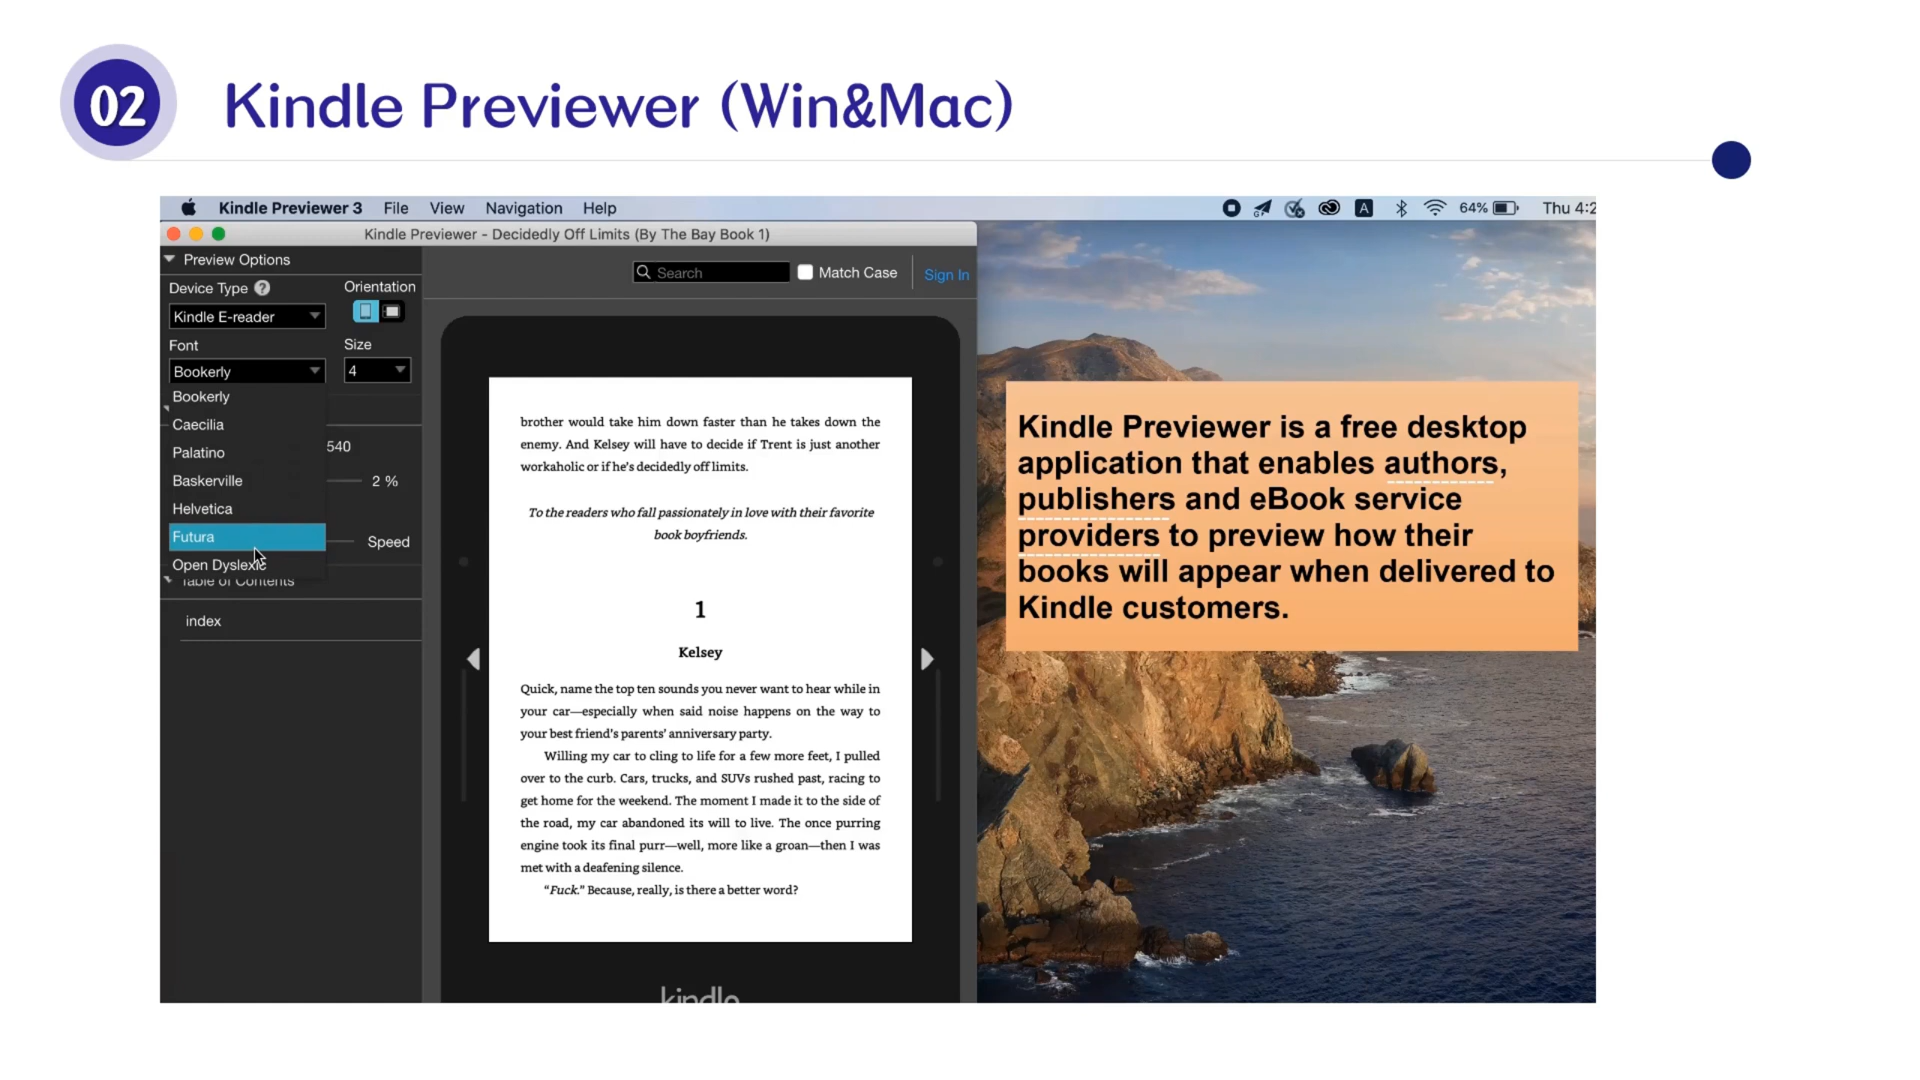 02
Kindle Previewer (Win&Mac)
Kindle Previewer 3 File View Navigation Help
64% Thu 4:2
Kindle Previewer - Decidedly Off Limits (By The Bay Book 1)
Preview Options
Search
Match Case
Sign In
Device Type ?
Orientation
Kindle E-reader
Font
Size
Bookerly
4
Bookerly
Caecilia
Palatino
Baskerville
Helvetica
Futura
Open Dyslexic
540
2 %
Speed
Table of Contents
index
brother would take him down faster than he takes down the
enemy. And Kelsey will have to decide if Trent is just another
workaholic or if he's decidedly off limits.
To the readers who fall passionately in love with their favorite
book boyfriends.
1
Kelsey
Quick, name the top ten sounds you never want to hear while in
your car—especially when said noise happens on the way to
your best friend's parents' anniversary party.
Willing my car to cling to life for a few more feet, I pulled
over to the curb. Cars, trucks, and SUVs rushed past, racing to
get home for the weekend. The moment I made it to the side of
the road, my car abandoned its will to live. The once purring
engine took its final purr—well, more like a groan—then I was
met with a deafening silence.
“Fuck.” Because, really, is there a better word?
kindle
Kindle Previewer is a free desktop
application that enables authors,
publishers and eBook service
providers to preview how their
books will appear when delivered to
Kindle customers.